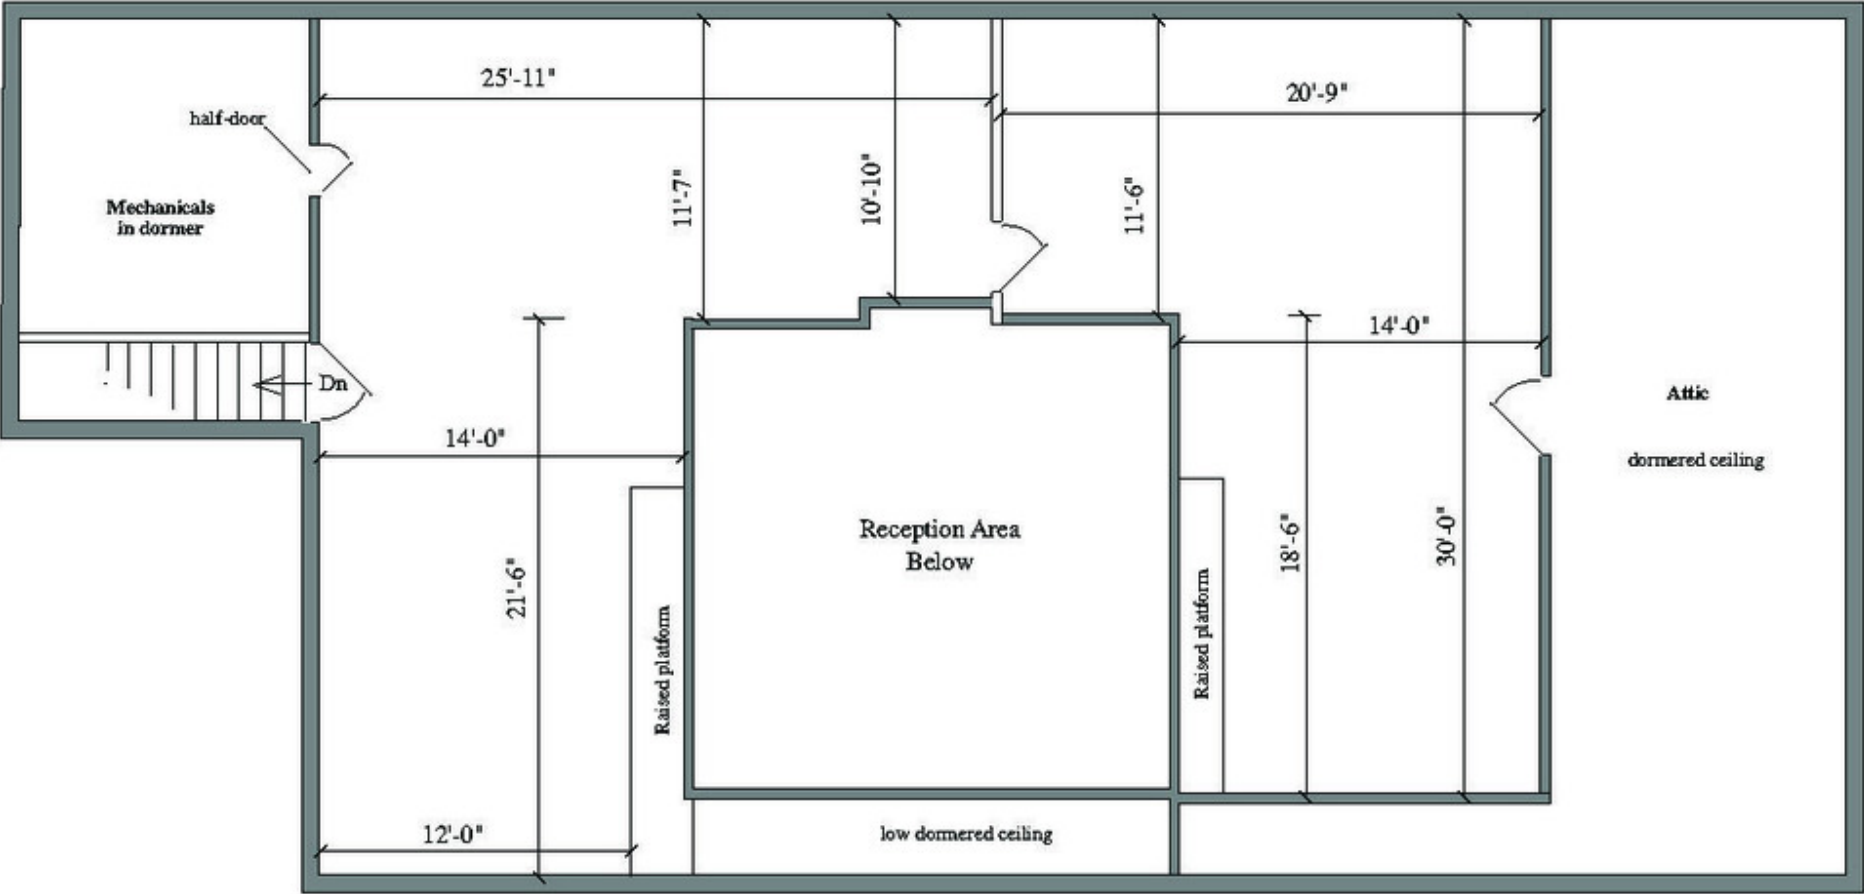 25'-11"
20'-9"
half-door
11'-7"
10'-10"
11'-6"
Mechanicals
in dormer
14'-0"
Dn
Attic
14'-0"
dormered ceiling
Reception Area
Below
21'-6"
18'-6"
30'-0"
Raised platform
Raised platform
12'-0"
low dormered ceiling